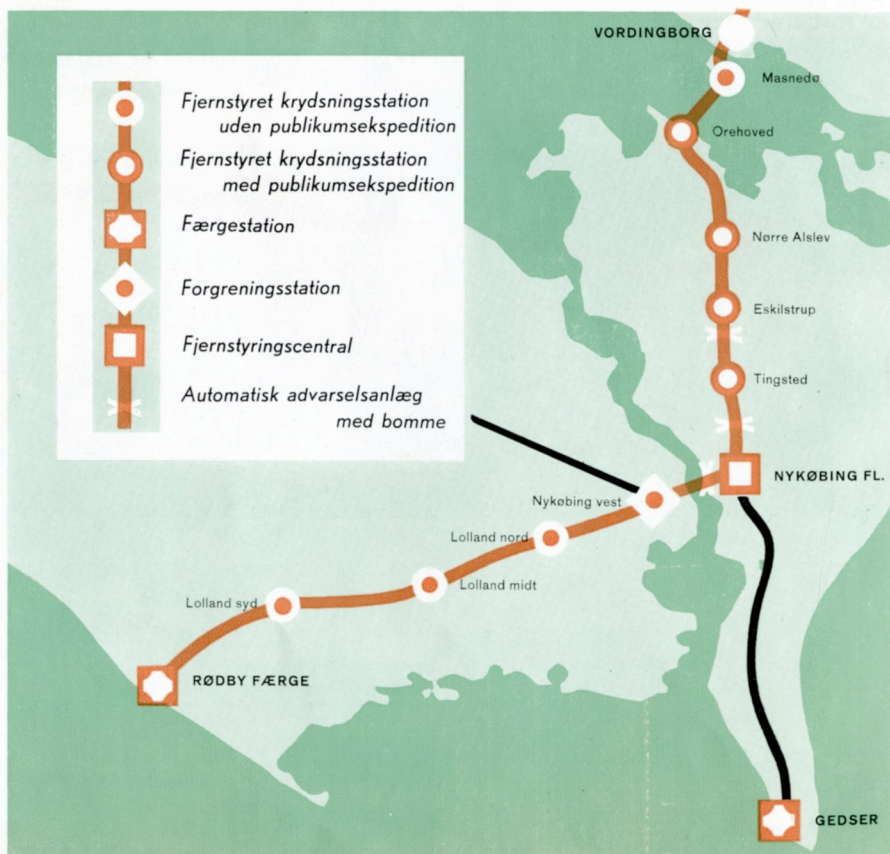 Fjernstyret krydsningsstation
uden publikumsekspedition
Fjernstyret krydsningsstation
med publikumsekspedition
Færgestation
Forgreningsstation
Fjernstyringscentral
Automatisk advarselsanlæg
med bomme
VORDINGBORG
Masnedø
Orehoved
Nørre Alslev
Eskilstrup
Tingsted
NYKØBING FL.
Nykøbing vest
Lolland nord
Lolland midt
Lolland syd
RØDBY FÆRGE
GEDSER